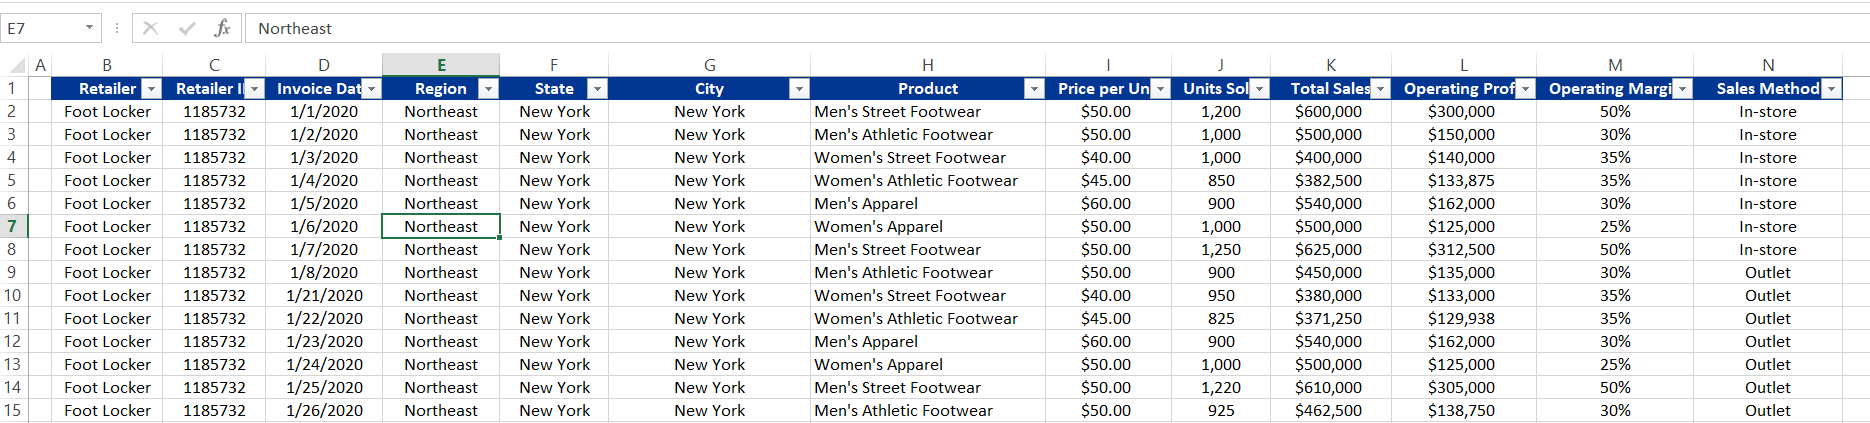 E7 fx Northeast
A B C D E F G H I J K L M N
1 Retailer Retailer I Invoice Dat Region State City Product Price per Un Units Sol Total Sales Operating Prof Operating Margi Sales Method
2 Foot Locker 1185732 1/1/2020 Northeast New York New York Men's Street Footwear $50.00 1,200 $600,000 $300,000 50% In-store
3 Foot Locker 1185732 1/2/2020 Northeast New York New York Men's Athletic Footwear $50.00 1,000 $500,000 $150,000 30% In-store
4 Foot Locker 1185732 1/3/2020 Northeast New York New York Women's Street Footwear $40.00 1,000 $400,000 $140,000 35% In-store
5 Foot Locker 1185732 1/4/2020 Northeast New York New York Women's Athletic Footwear $45.00 850 $382,500 $133,875 35% In-store
6 Foot Locker 1185732 1/5/2020 Northeast New York New York Men's Apparel $60.00 900 $540,000 $162,000 30% In-store
7 Foot Locker 1185732 1/6/2020 Northeast New York New York Women's Apparel $50.00 1,000 $500,000 $125,000 25% In-store
8 Foot Locker 1185732 1/7/2020 Northeast New York New York Men's Street Footwear $50.00 1,250 $625,000 $312,500 50% In-store
9 Foot Locker 1185732 1/8/2020 Northeast New York New York Men's Athletic Footwear $50.00 900 $450,000 $135,000 30% Outlet
10 Foot Locker 1185732 1/21/2020 Northeast New York New York Women's Street Footwear $40.00 950 $380,000 $133,000 35% Outlet
11 Foot Locker 1185732 1/22/2020 Northeast New York New York Women's Athletic Footwear $45.00 825 $371,250 $129,938 35% Outlet
12 Foot Locker 1185732 1/23/2020 Northeast New York New York Men's Apparel $60.00 900 $540,000 $162,000 30% Outlet
13 Foot Locker 1185732 1/24/2020 Northeast New York New York Women's Apparel $50.00 1,000 $500,000 $125,000 25% Outlet
14 Foot Locker 1185732 1/25/2020 Northeast New York New York Men's Street Footwear $50.00 1,220 $610,000 $305,000 50% Outlet
15 Foot Locker 1185732 1/26/2020 Northeast New York New York Men's Athletic Footwear $50.00 925 $462,500 $138,750 30% Outlet